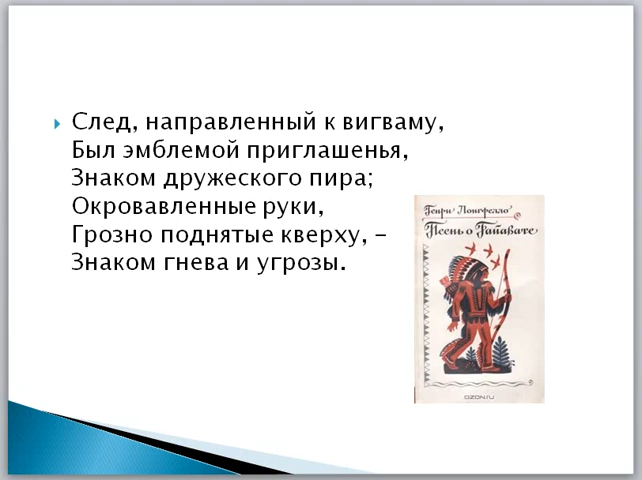 След, направленный к вигваму,
Был эмблемой приглашенья,
Знаком дружеского пира;
Окровавленные руки,
Грозно поднятые кверху, –
Знаком гнева и угрозы.
Генри Лонгфелло
Песнь о Гайавате
OZON.RU